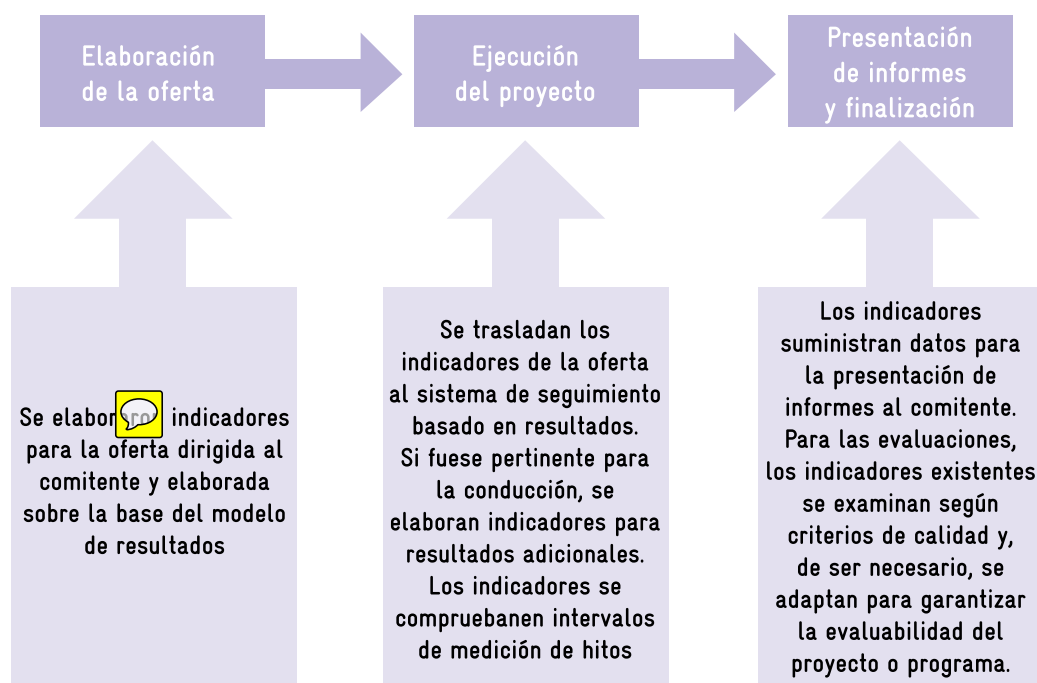 Elaboración
de la oferta
Ejecución
del proyecto
Presentación
de informes
y finalización
Se elaboraron indicadores
para la oferta dirigida al
comitente y elaborada
sobre la base del modelo
de resultados
Se trasladan los
indicadores de la oferta
al sistema de seguimiento
basado en resultados.
Si fuese pertinente para
la conducción, se
elaboran indicadores para
resultados adicionales.
Los indicadores se
compruebanen intervalos
de medición de hitos
Los indicadores
suministran datos para
la presentación de
informes al comitente.
Para las evaluaciones,
los indicadores existentes
se examinan según
criterios de calidad y,
de ser necesario, se
adaptan para garantizar
la evaluabilidad del
proyecto o programa.